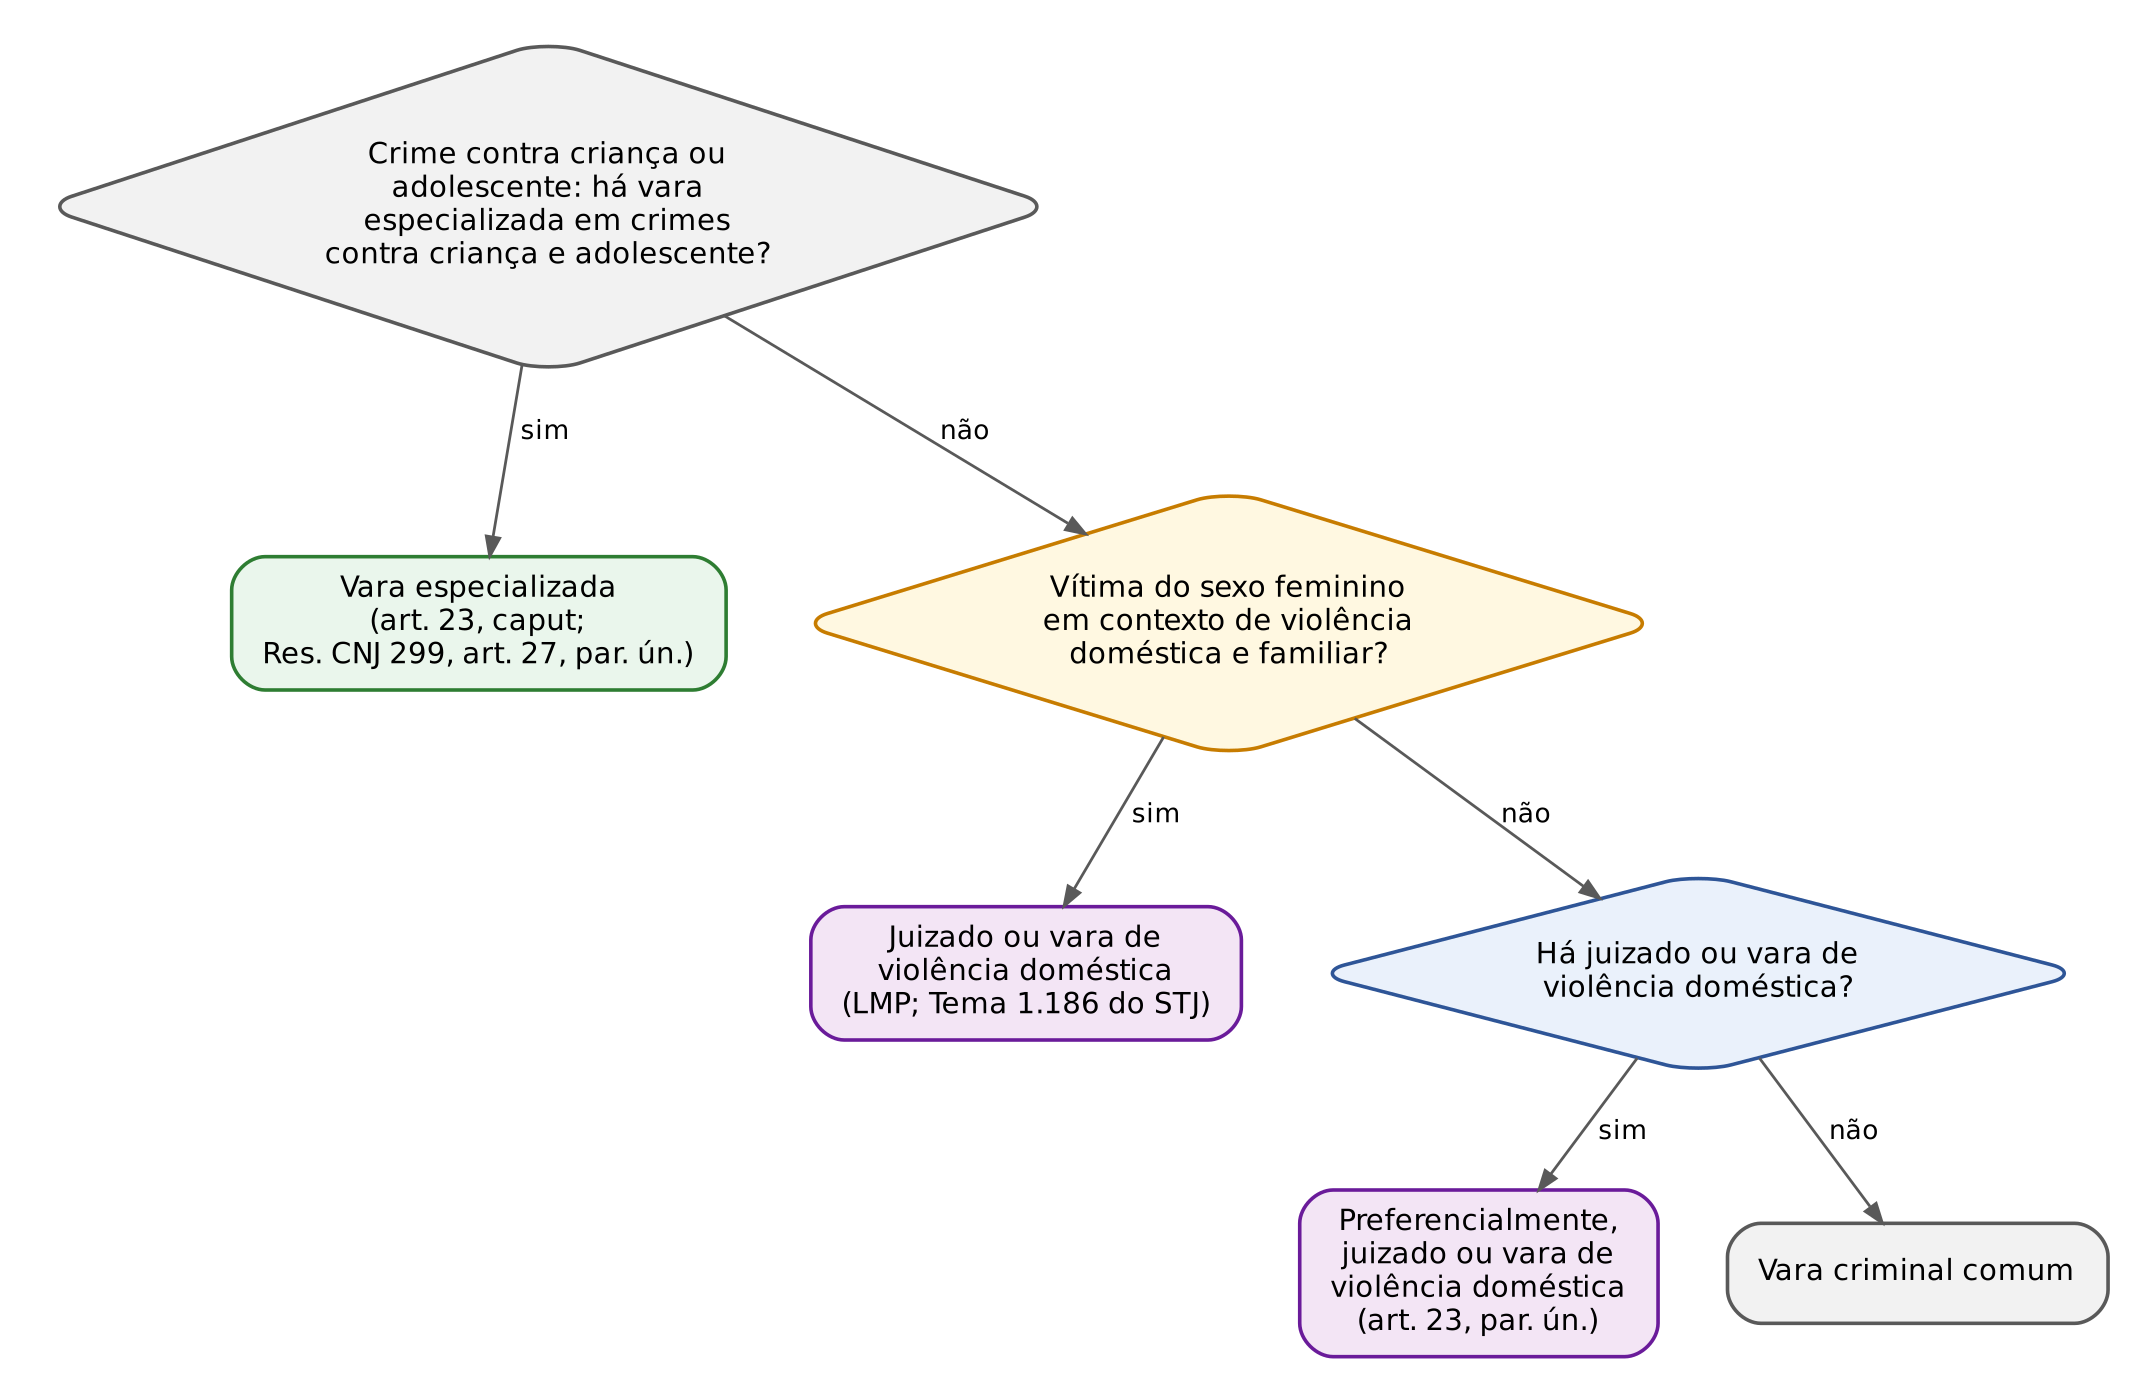 Crime contra criança ou
adolescente: há vara
especializada em crimes
contra criança e adolescente?
sim
não
Vara especializada
(art. 23, caput;
Res. CNJ 299, art. 27, par. ún.)
Vítima do sexo feminino
em contexto de violência
doméstica e familiar?
sim
não
Juizado ou vara de
violência doméstica
(LMP; Tema 1.186 do STJ)
Há juizado ou vara de
violência doméstica?
sim
não
Preferencialmente,
juizado ou vara de
violência doméstica
(art. 23, par. ún.)
Vara criminal comum